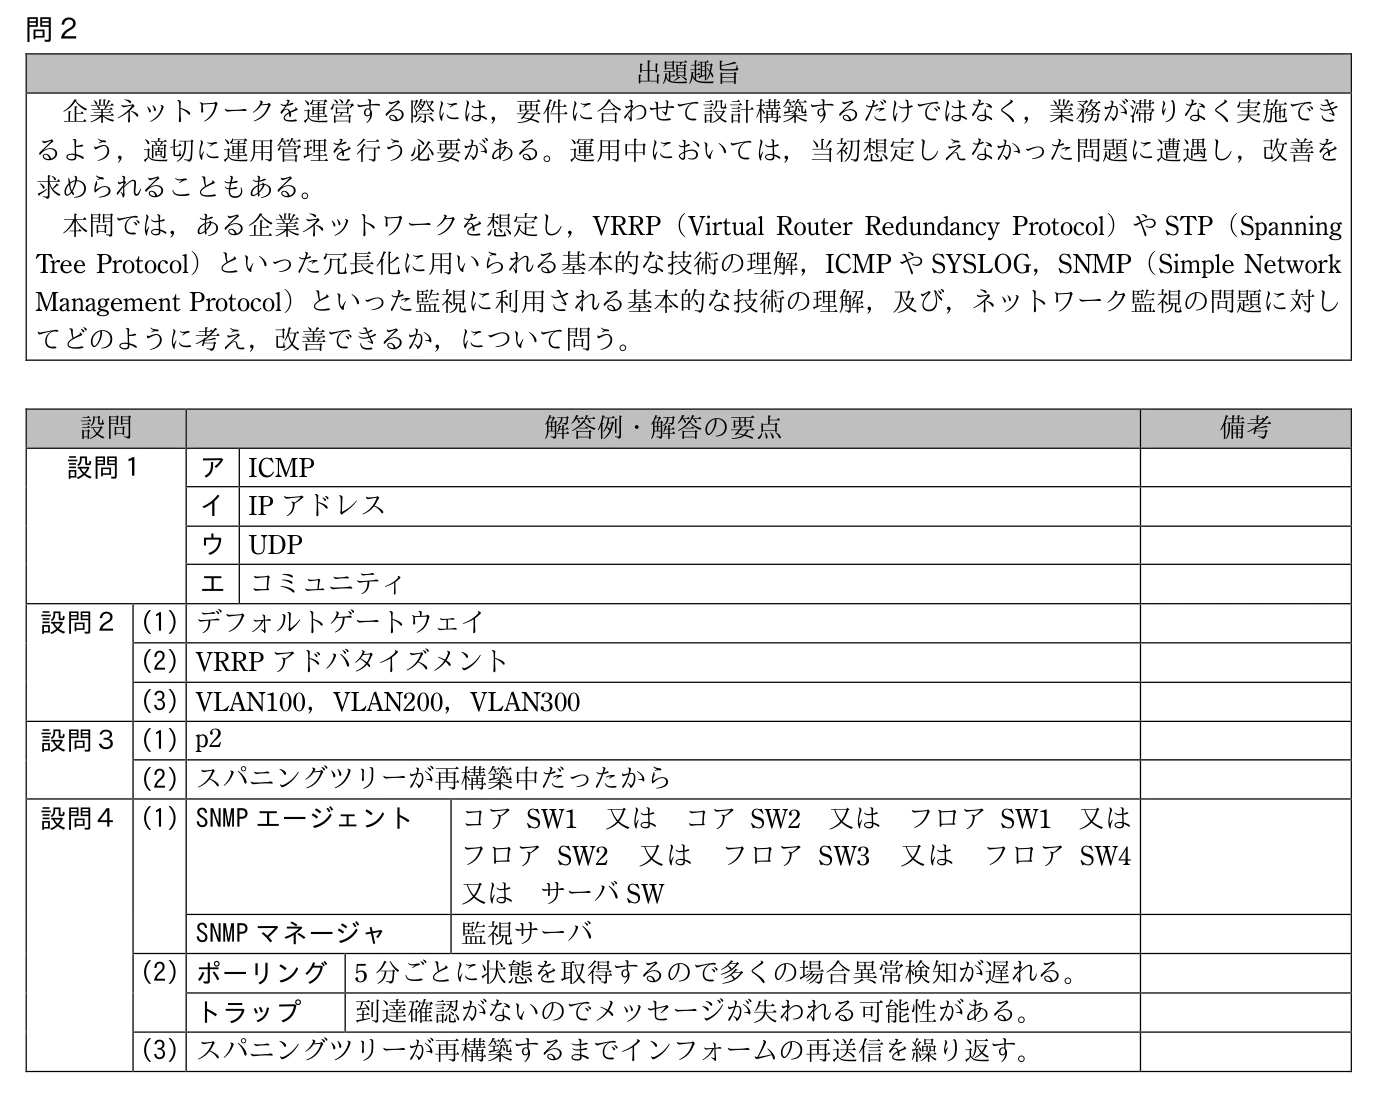 問2
出題趣旨
企業ネットワークを運営する際には，要件に合わせて設計構築するだけではなく，業務が滞りなく実施でき
るよう，適切に運用管理を行う必要がある。運用中においては，当初想定しえなかった問題に遭遇し，改善を
求められることもある。
本問では，ある企業ネットワークを想定し，VRRP（Virtual Router Redundancy Protocol）や STP（Spanning
Tree Protocol）といった冗長化に用いられる基本的な技術の理解，ICMP や SYSLOG，SNMP（Simple Network
Management Protocol）といった監視に利用される基本的な技術の理解，及び，ネットワーク監視の問題に対し
てどのように考え，改善できるか，について問う。
設問 解答例・解答の要点 備考
設問1 ア ICMP
イ IP アドレス
ウ UDP
エ コミュニティ
設問2 (1) デフォルトゲートウェイ
(2) VRRP アドバタイズメント
(3) VLAN100，VLAN200，VLAN300
設問3 (1) p2
(2) スパニングツリーが再構築中だったから
設問4 (1) SNMP エージェント コア SW1 又は コア SW2 又は フロア SW1 又は
フロア SW2 又は フロア SW3 又は フロア SW4
又は サーバ SW
SNMP マネージャ 監視サーバ
(2) ポーリング 5 分ごとに状態を取得するので多くの場合異常検知が遅れる。
トラップ 到達確認がないのでメッセージが失われる可能性がある。
(3) スパニングツリーが再構築するまでインフォームの再送信を繰り返す。